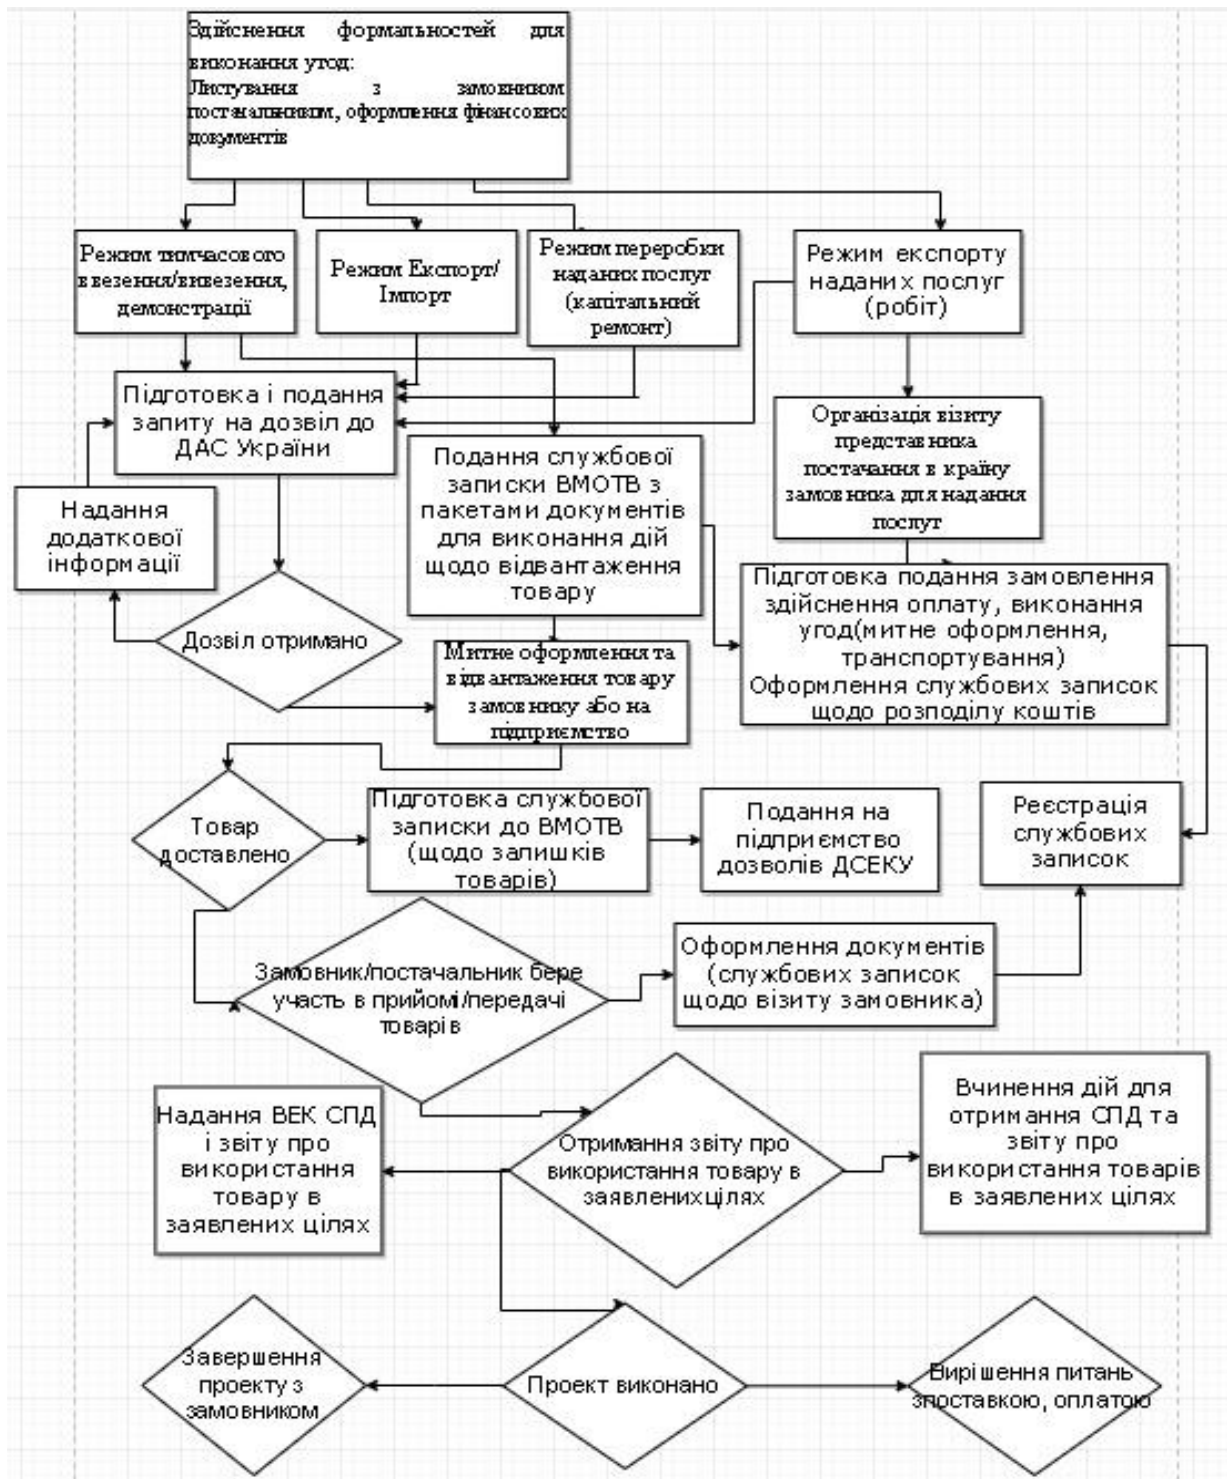 Здійснення формальностей для
виконання угод:
Листування з замовником
постачальником, оформлення фінансових
документів
Режим тимчасового
ввезення/вивезення,
демонстрації
Режим Експорт/
Імпорт
Режим переробки
наданих послуг
(капітальний
ремонт)
Режим експорту
наданих послуг
(робіт)
Підготовка і подання
запиту на дозвіл до
ДАС України
Подання службової
записки ВМОТВ з
пакетами документів
для виконання дій
щодо відвантаження
товару
Організація візиту
представника
постачання в країну
замовника для надання
послуг
Надання
додаткової
інформації
Підготовка подання замовлення
здійснення оплату, виконання
угод(митне оформлення,
транспортування)
Оформлення службових записок
щодо розподілу коштів
Дозвіл отримано
Митне оформлення та
відвантаження товару
замовнику або на
підприємство
Товар
доставлено
Підготовка службової
записки до ВМОТВ
(щодо залишків
товарів)
Подання на
підприємство
дозволів ДСЕКУ
Реєстрація
службових
записок
Замовник/постачальник бере
участь в прийомі/передачі
товарів
Оформлення документів
(службових записок
щодо візиту замовника)
Надання ВЕК СПД
і звіту про
використання
товару в
заявлених цілях
Отримання звіту про
використання товару в
заявленихцілях
Вчинення дій для
отримання СПД та
звіту про
використання товарів
в заявлених цілях
Завершення
проекту з
замовником
Проект виконано
Вирішення питань
зпоставкою, оплатою